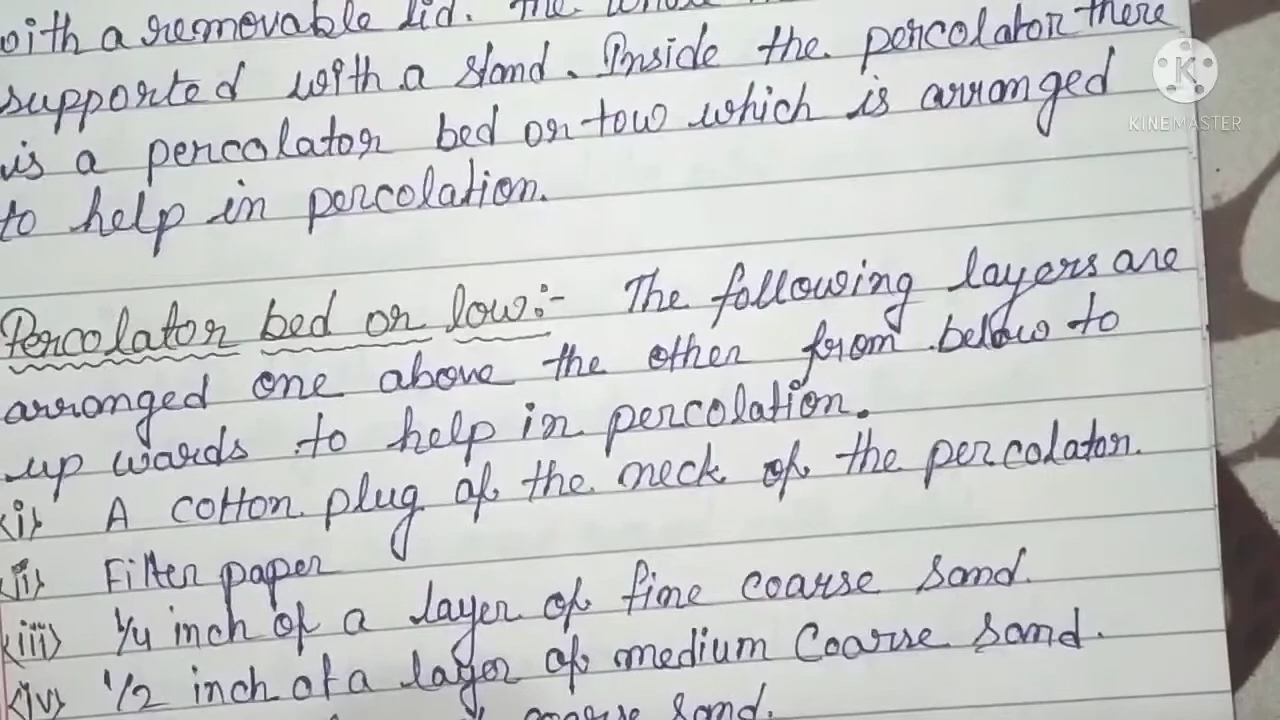 with a removable lid. The whole
supported with a stand. Inside the percolator there
is a percolator bed or tow which is arranged
to help in percolation.
Percolator bed or low:- The following layers are
arranged one above the other from below to
up wards to help in percolation.
(i) A cotton plug of the neck of the percolator.
(ii) Filter paper
(iii) 1/4 inch of a layer of fine coarse sand.
(iv) 1/2 inch of a layer of medium Coarse sand.
coarse sand.
KINEMASTER